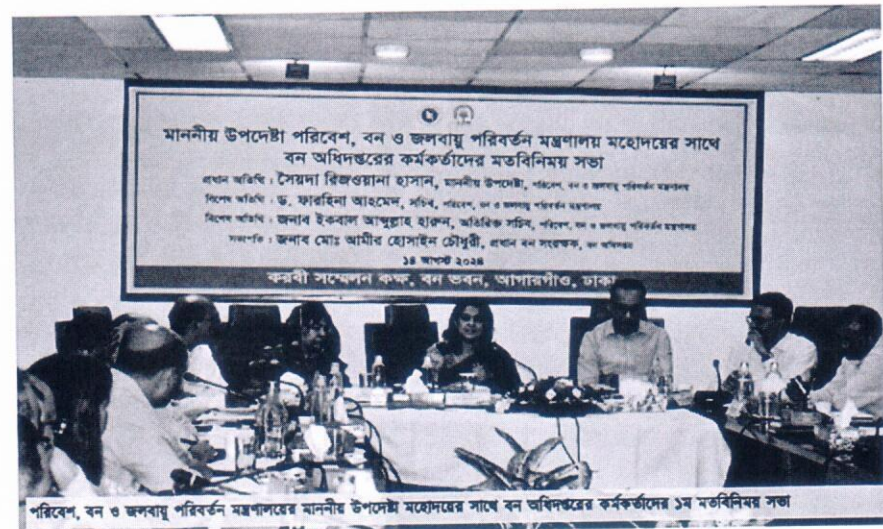 মাননীয় উপদেষ্টা পরিবেশ, বন ও জলবায়ু পরিবর্তন মন্ত্রণালয় মহোদয়ের সাথে
বন অধিদপ্তরের কর্মকর্তাদের মতবিনিময় সভা
প্রধান অতিথি : সৈয়দা রিজওয়ানা হাসান, মাননীয় উপদেষ্টা, পরিবেশ, বন ও জলবায়ু পরিবর্তন মন্ত্রণালয়
বিশেষ অতিথি : ড. ফারহিনা আহমেদ, সচিব, পরিবেশ, বন ও জলবায়ু পরিবর্তন মন্ত্রণালয়
বিশেষ অতিথি : জনাব ইকবাল আব্দুল্লাহ হারুন, অতিরিক্ত সচিব, পরিবেশ, বন ও জলবায়ু পরিবর্তন মন্ত্রণালয়
সভাপতি : জনাব মোঃ আমীর হোসাইন চৌধুরী, প্রধান বন সংরক্ষক, বন অধিদপ্তর
১৪ আগস্ট ২০২৪
করবী সম্মেলন কক্ষ, বন ভবন, আগারগাঁও, ঢাকা
পরিবেশ, বন ও জলবায়ু পরিবর্তন মন্ত্রণালয়ের মাননীয় উপদেষ্টা মহোদয়ের সাথে বন অধিদপ্তরের কর্মকর্তাদের ১ম মতবিনিময় সভা